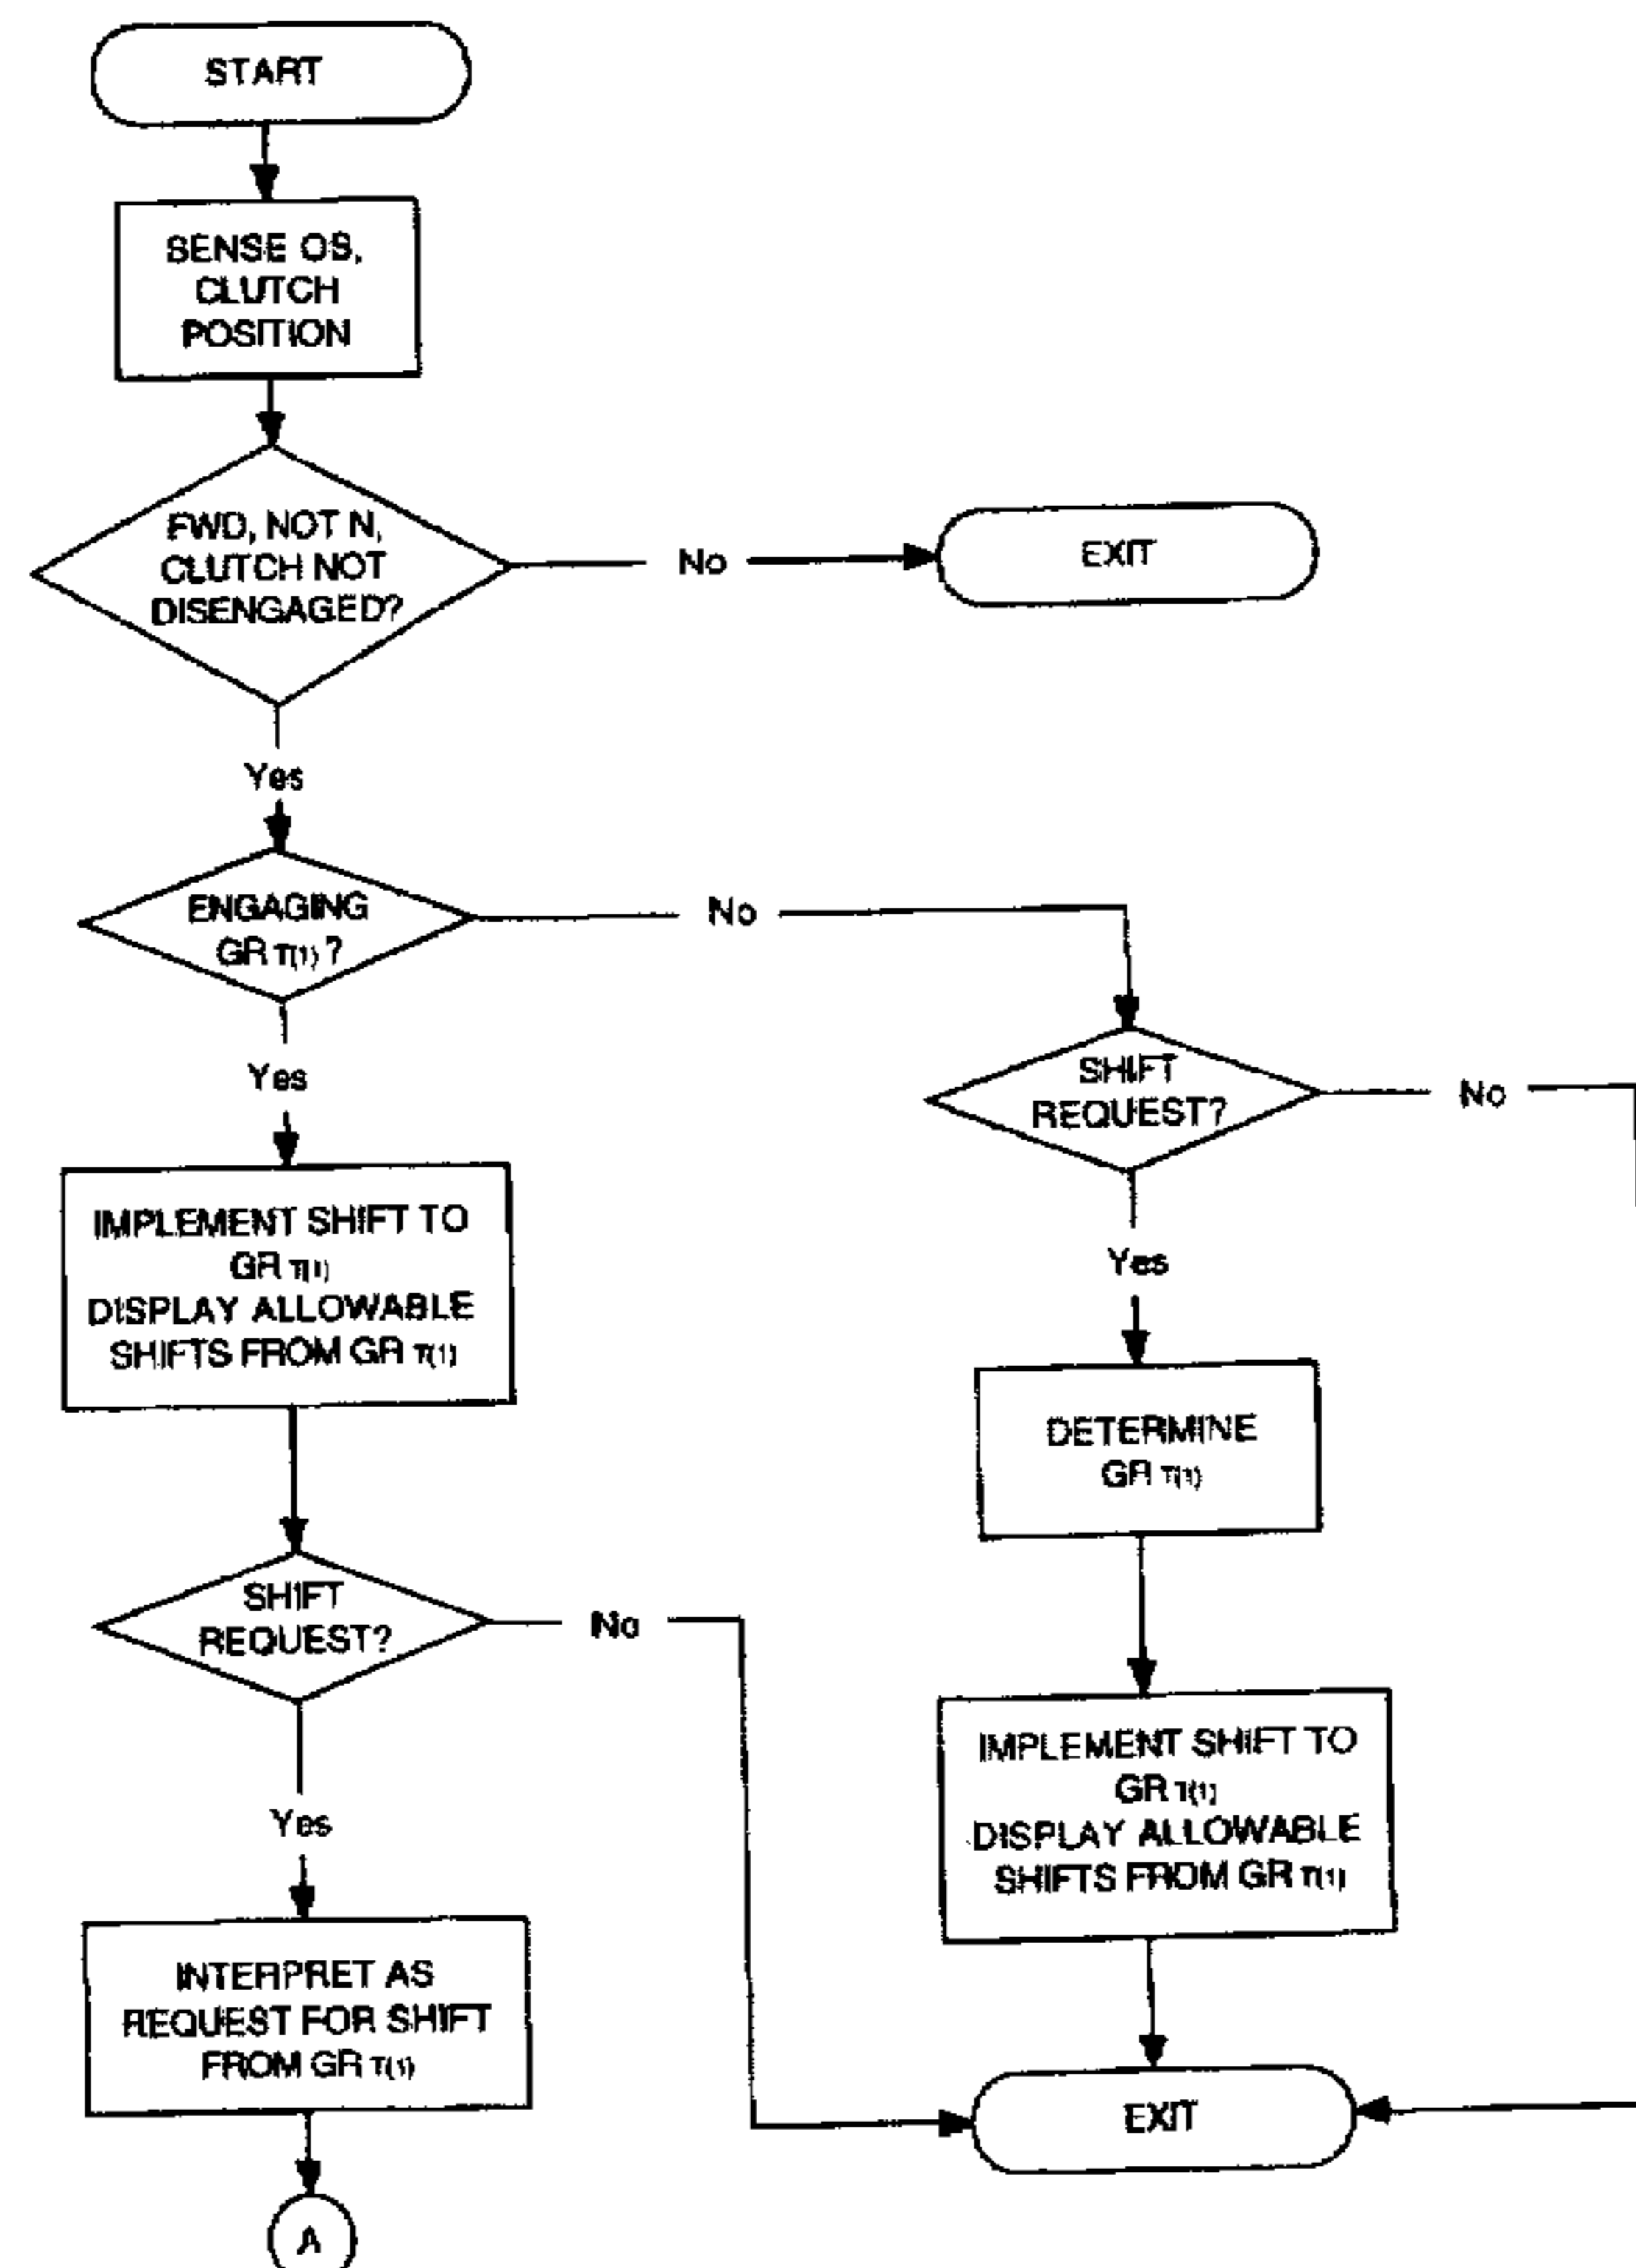 START
SENSE OS,
CLUTCH
POSITION
FWD, NOT N,
CLUTCH NOT
DISENGAGED?
No
EXIT
Yes
ENGAGING
GR T(1) ?
No
Yes
SHIFT
REQUEST?
No
Yes
IMPLEMENT SHIFT TO
GR T(1)
DISPLAY ALLOWABLE
SHIFTS FROM GR T(1)
DETERMINE
GR T(1)
SHIFT
REQUEST?
No
Yes
IMPLEMENT SHIFT TO
GR T(1)
DISPLAY ALLOWABLE
SHIFTS FROM GR T(1)
INTERPRET AS
REQUEST FOR SHIFT
FROM GR T(1)
EXIT
A